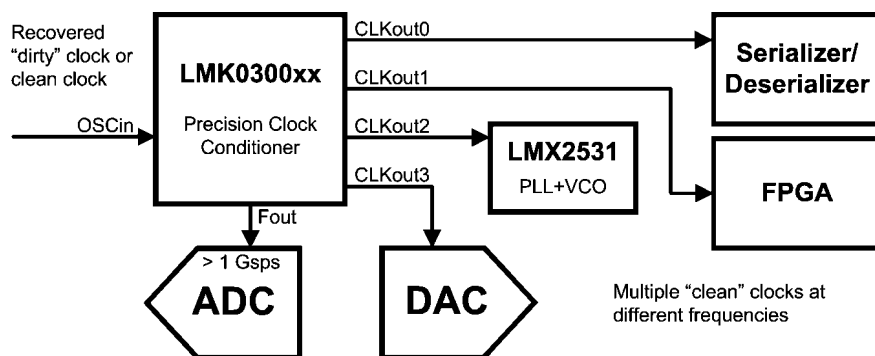 Recovered
“dirty” clock or
clean clock
OSCin
LMK0300xx
Precision Clock
Conditioner
CLKout0
CLKout1
CLKout2
CLKout3
Fout
Serializer/
Deserializer
LMX2531
PLL+VCO
FPGA
> 1 Gsps
ADC
DAC
Multiple “clean” clocks at
different frequencies